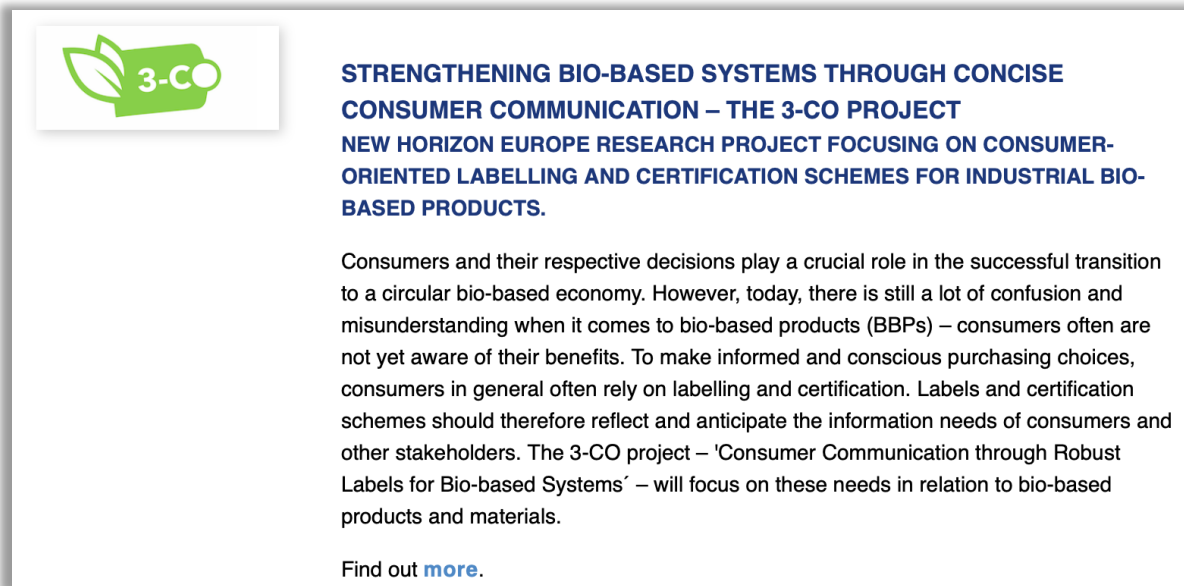 3-CO
STRENGTHENING BIO-BASED SYSTEMS THROUGH CONCISE
CONSUMER COMMUNICATION – THE 3-CO PROJECT
NEW HORIZON EUROPE RESEARCH PROJECT FOCUSING ON CONSUMER-
ORIENTED LABELLING AND CERTIFICATION SCHEMES FOR INDUSTRIAL BIO-
BASED PRODUCTS.
Consumers and their respective decisions play a crucial role in the successful transition
to a circular bio-based economy. However, today, there is still a lot of confusion and
misunderstanding when it comes to bio-based products (BBPs) – consumers often are
not yet aware of their benefits. To make informed and conscious purchasing choices,
consumers in general often rely on labelling and certification. Labels and certification
schemes should therefore reflect and anticipate the information needs of consumers and
other stakeholders. The 3-CO project – 'Consumer Communication through Robust
Labels for Bio-based Systems´ – will focus on these needs in relation to bio-based
products and materials.
Find out more.